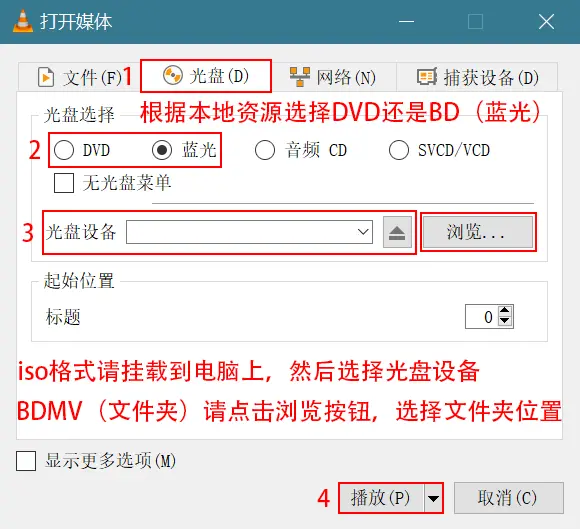 打开媒体
1 文件(F) 光盘(D) 网络(N) 捕获设备(D)
光盘选择 根据本地资源选择DVD还是BD（蓝光）
2 DVD 蓝光 音频 CD SVCD/VCD
无光盘菜单
3 光盘设备 浏览...
起始位置
标题 0
iso格式请挂载到电脑上，然后选择光盘设备
BDMV（文件夹）请点击浏览按钮，选择文件夹位置
显示更多选项(M)
4 播放(P) 取消(C)